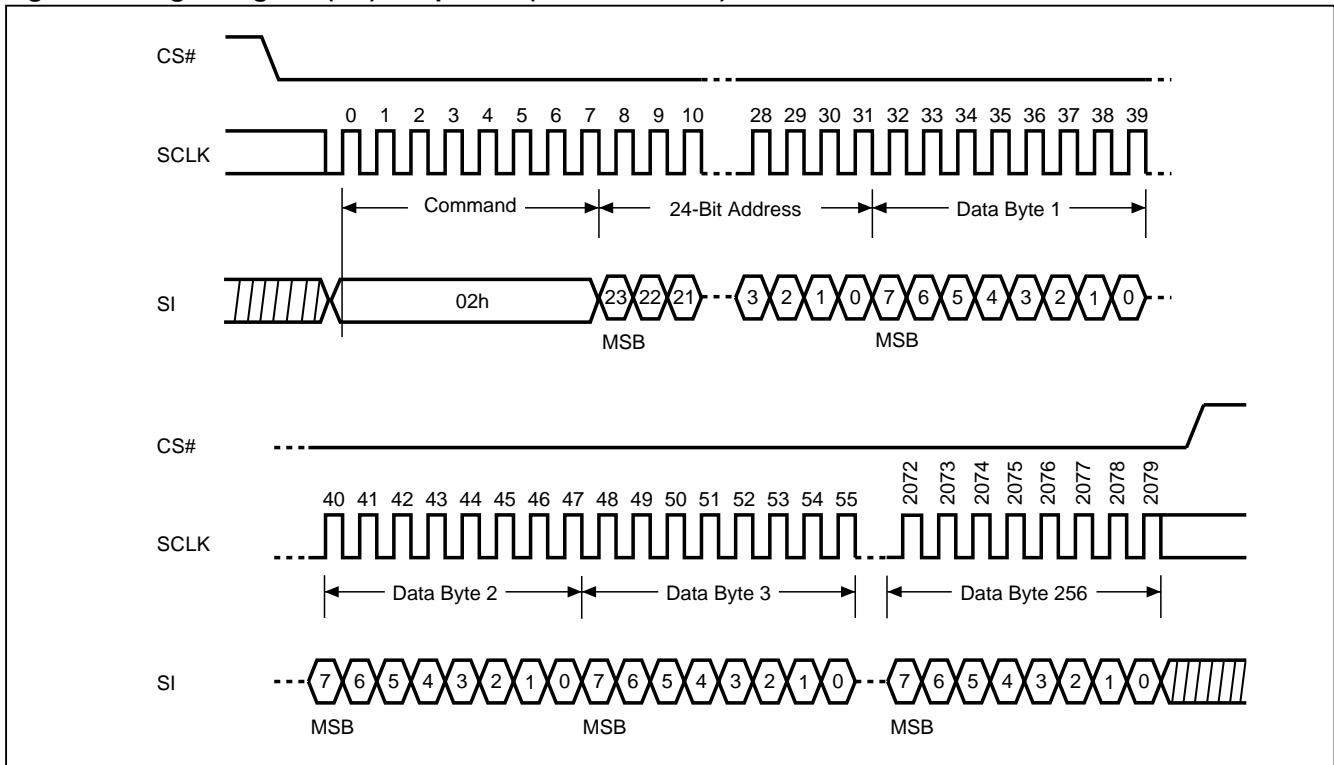 CS#
0 1 2 3 4 5 6 7 8 9 10 28 29 30 31 32 33 34 35 36 37 38 39
SCLK
Command 24-Bit Address Data Byte 1
SI 02h 23 22 21 3 2 1 0 7 6 5 4 3 2 1 0
MSB MSB
CS#
40 41 42 43 44 45 46 47 48 49 50 51 52 53 54 55 2072 2073 2074 2075 2076 2077 2078 2079
SCLK
Data Byte 2 Data Byte 3 Data Byte 256
SI 7 6 5 4 3 2 1 0 7 6 5 4 3 2 1 0 7 6 5 4 3 2 1 0
MSB MSB MSB